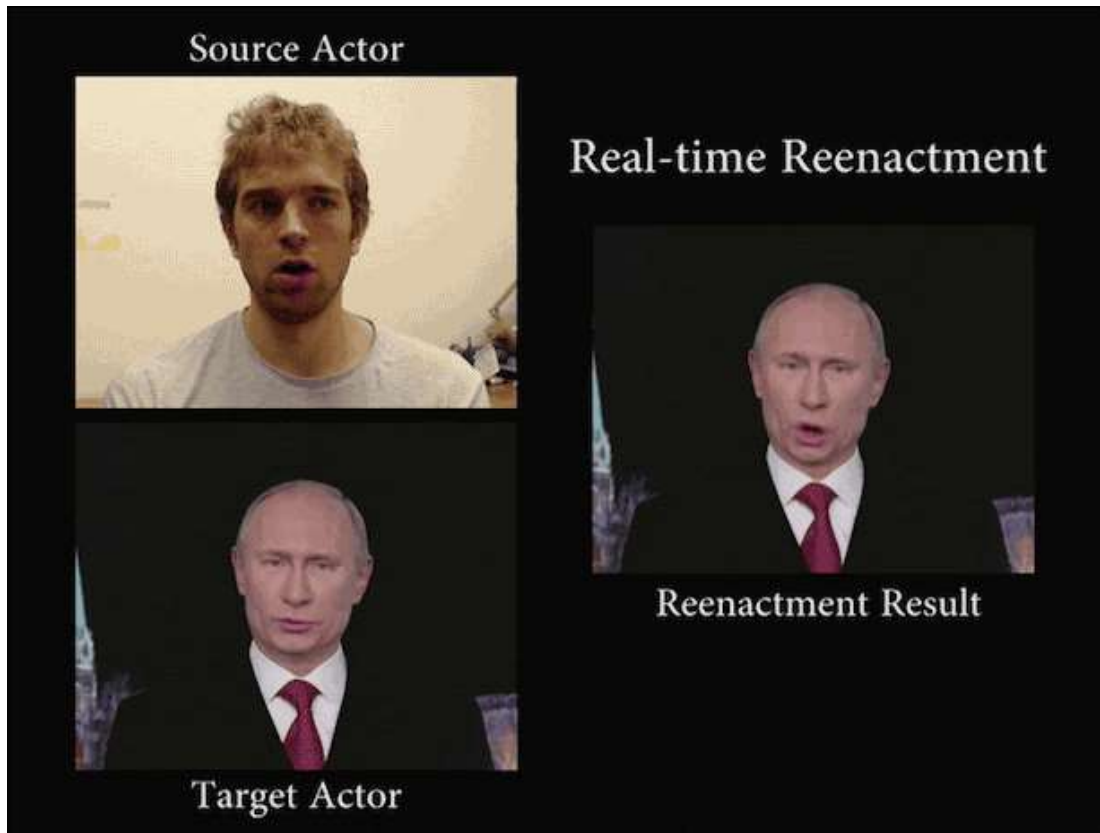 Source Actor
Real-time Reenactment
Reenactment Result
Target Actor